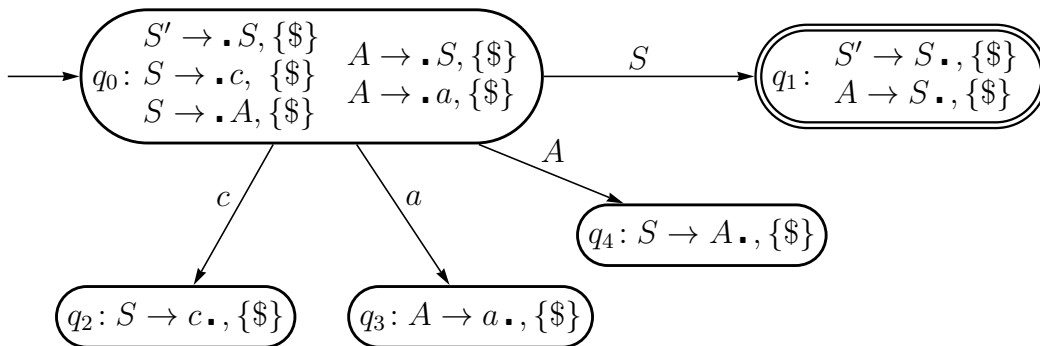 S' → .S, {$}
q₀: S → .c, {$}
S → .A, {$}
A → .S, {$}
A → .a, {$}
S
q₁: S' → S., {$}
A → S., {$}
c
a
A
q₄: S → A., {$}
q₂: S → c., {$}
q₃: A → a., {$}